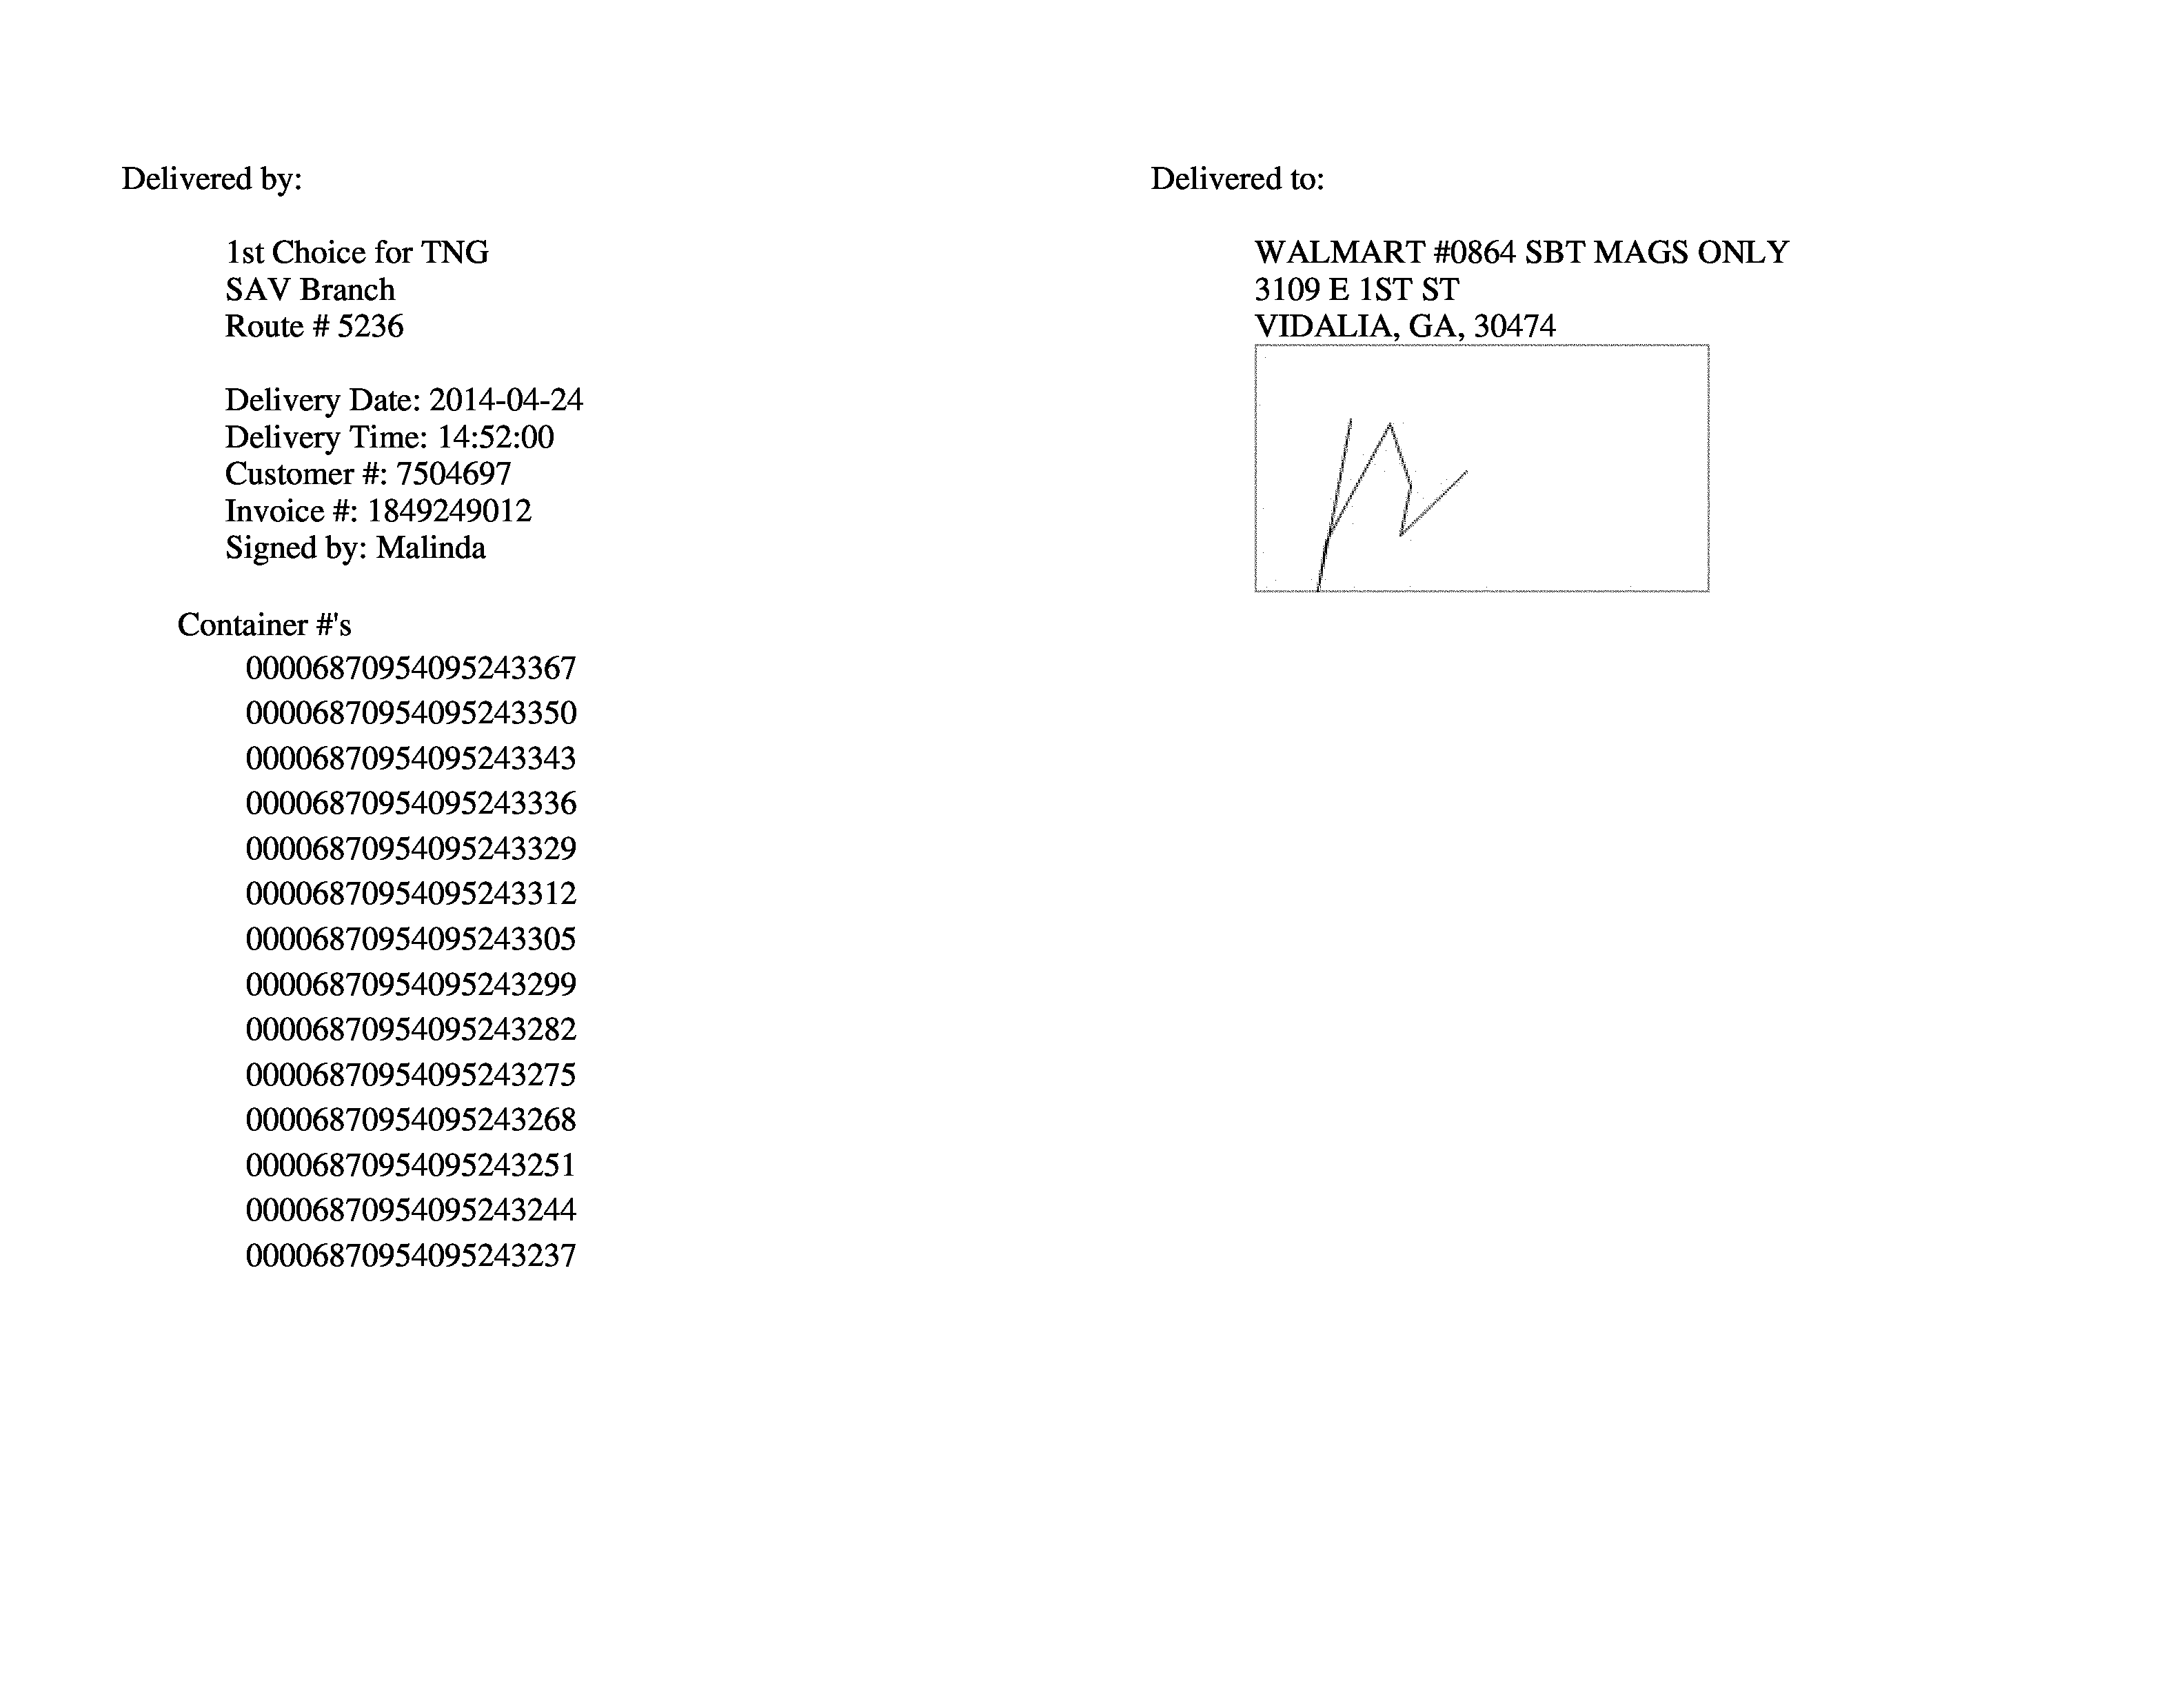 Delivered by:
1st Choice for TNG
SAV Branch
Route # 5236
Delivery Date: 2014-04-24
Delivery Time: 14:52:00
Customer #: 7504697
Invoice #: 1849249012
Signed by: Malinda
Container #'s
00006870954095243367
00006870954095243350
00006870954095243343
00006870954095243336
00006870954095243329
00006870954095243312
00006870954095243305
00006870954095243299
00006870954095243282
00006870954095243275
00006870954095243268
00006870954095243251
00006870954095243244
00006870954095243237
Delivered to:
WALMART #0864 SBT MAGS ONLY
3109 E 1ST ST
VIDALIA, GA, 30474